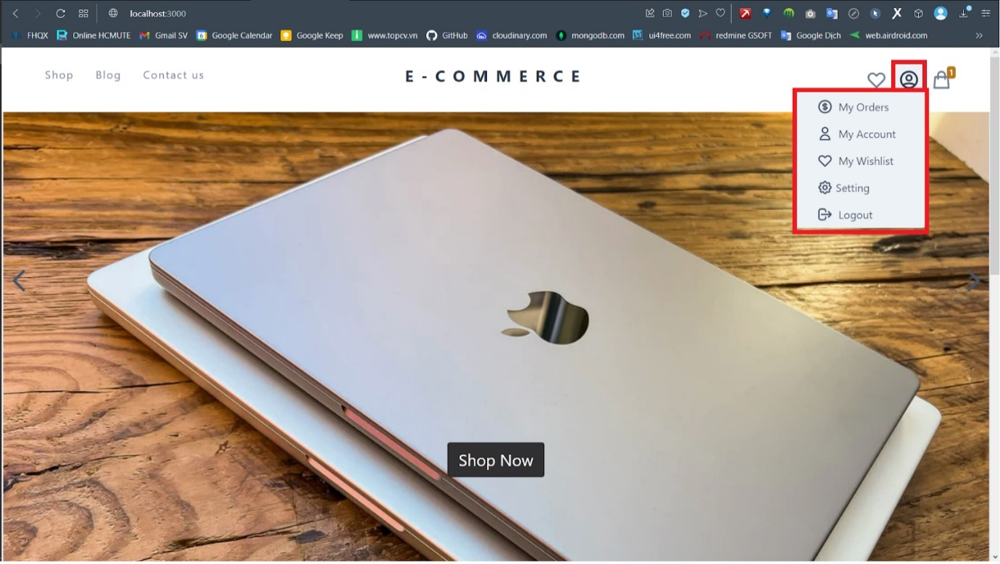 localhost:3000
FHQX Online HCMUTE Gmail SV Google Calendar Google Keep www.topcv.vn GitHub cloudinary.com mongodb.com ui4free.com redmine GSOFT Google Dịch web.airdroid.com
Shop Blog Contact us E-COMMERCE 1
My Orders
My Account
My Wishlist
Setting
Logout
Shop Now